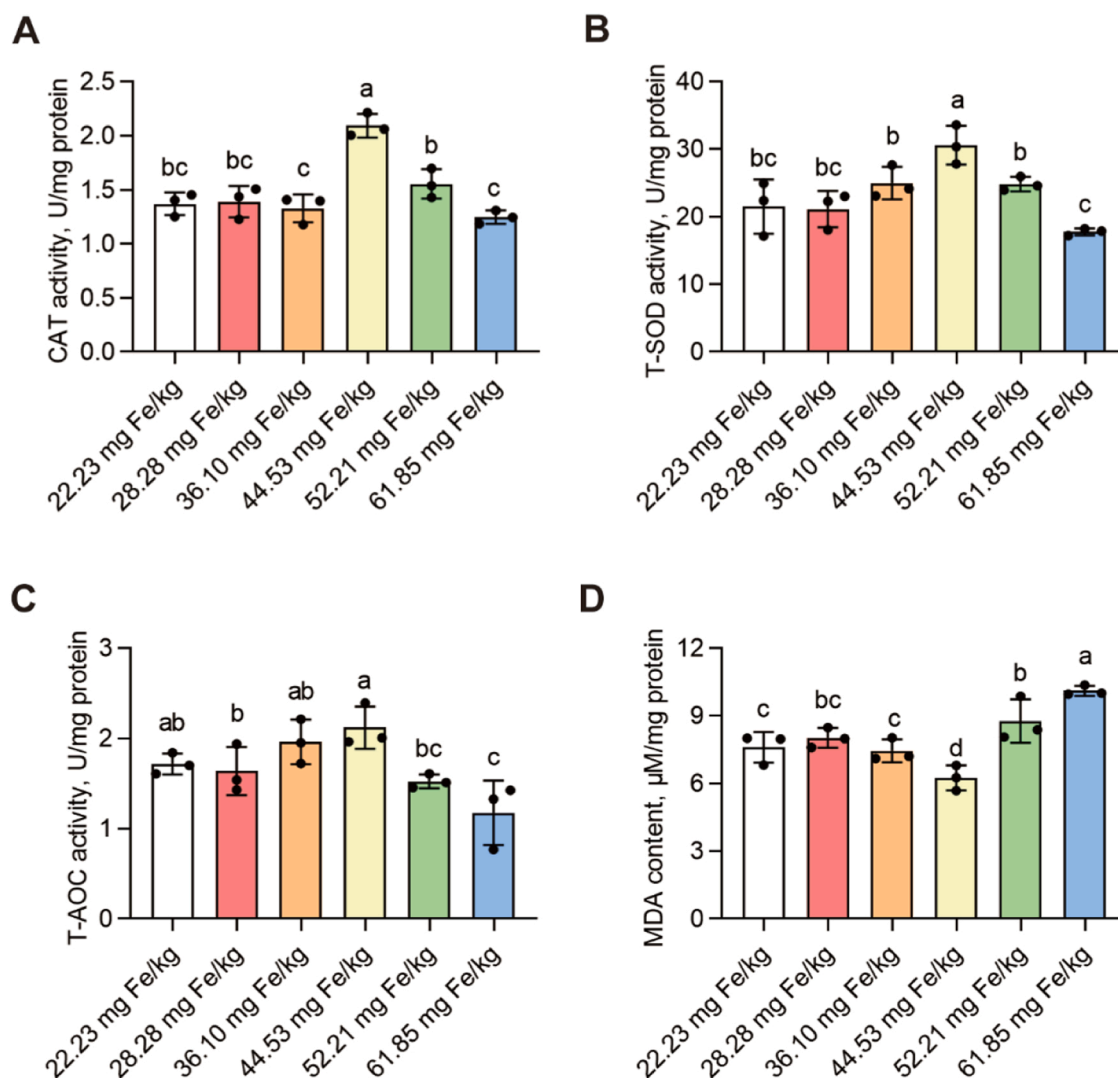 A
CAT activity, U/mg protein
2.5
2.0
1.5
1.0
0.5
0.0
bc
bc
c
a
b
c
22.23 mg Fe/kg
28.28 mg Fe/kg
36.10 mg Fe/kg
44.53 mg Fe/kg
52.21 mg Fe/kg
61.85 mg Fe/kg
B
T-SOD activity, U/mg protein
40
30
20
10
0
bc
bc
b
a
b
c
22.23 mg Fe/kg
28.28 mg Fe/kg
36.10 mg Fe/kg
44.53 mg Fe/kg
52.21 mg Fe/kg
61.85 mg Fe/kg
C
T-AOC activity, U/mg protein
3
2
1
0
ab
b
ab
a
bc
c
22.23 mg Fe/kg
28.28 mg Fe/kg
36.10 mg Fe/kg
44.53 mg Fe/kg
52.21 mg Fe/kg
61.85 mg Fe/kg
D
MDA content, μM/mg protein
12
9
6
3
0
c
bc
c
d
b
a
22.23 mg Fe/kg
28.28 mg Fe/kg
36.10 mg Fe/kg
44.53 mg Fe/kg
52.21 mg Fe/kg
61.85 mg Fe/kg